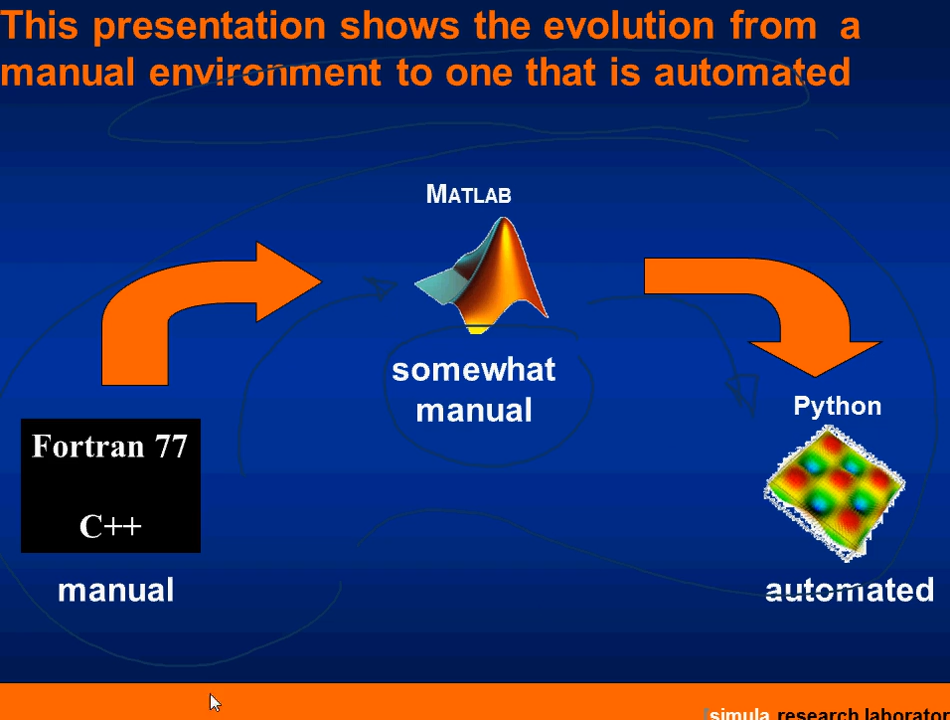 This presentation shows the evolution from a
manual environment to one that is automated
MATLAB
somewhat
manual
Python
Fortran 77
C++
manual
automated
[simula research laborator